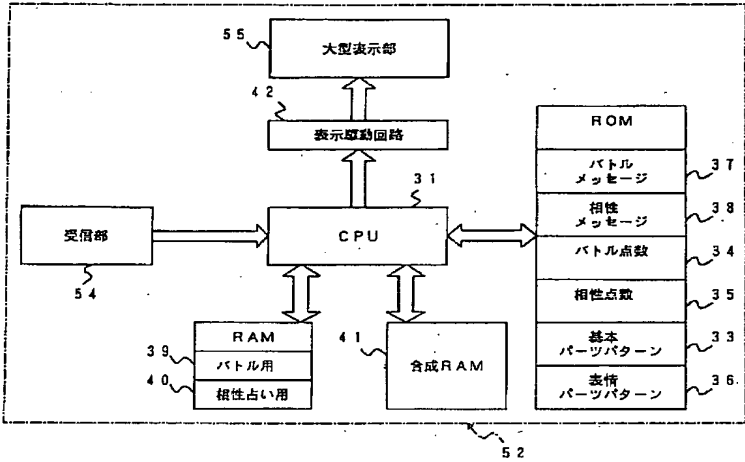 55
大型表示部
42
表示駆動回路
31
CPU
受信部
54
ROM
バトル
メッセージ
37
相性
メッセージ
38
バトル点数
34
相性点数
35
基本
パーツパターン
33
表情
パーツパターン
36
RAM
39
バトル用
40
相性占い用
41
合成RAM
52